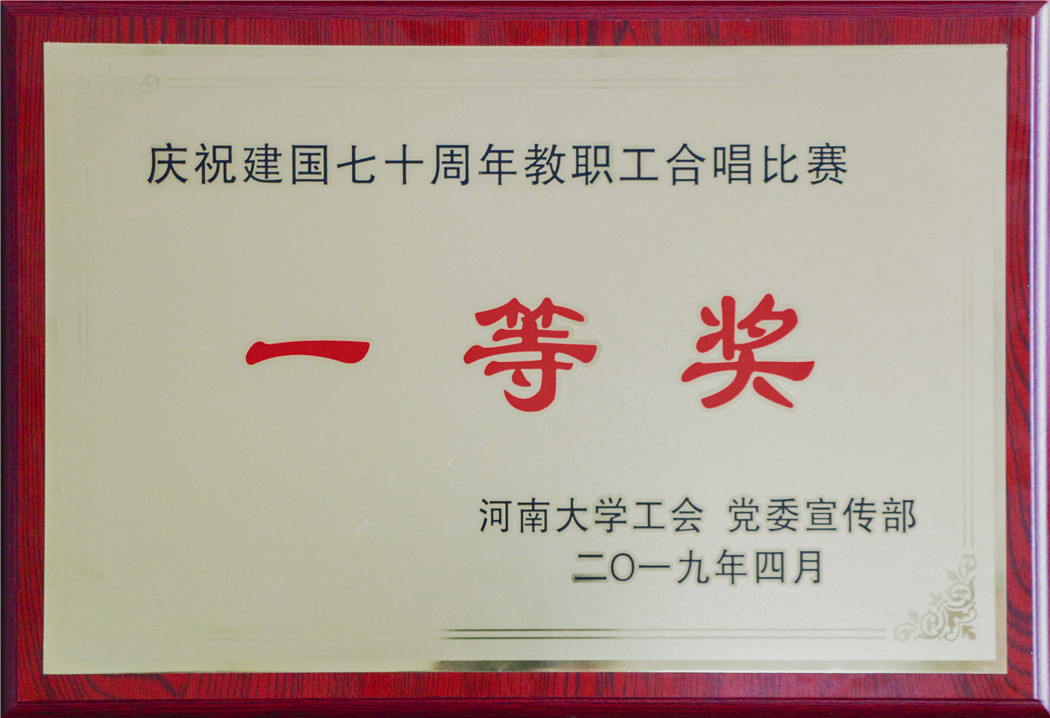 庆祝建国七十周年教职工合唱比赛
一等奖
河南大学工会 党委宣传部
二〇一九年四月